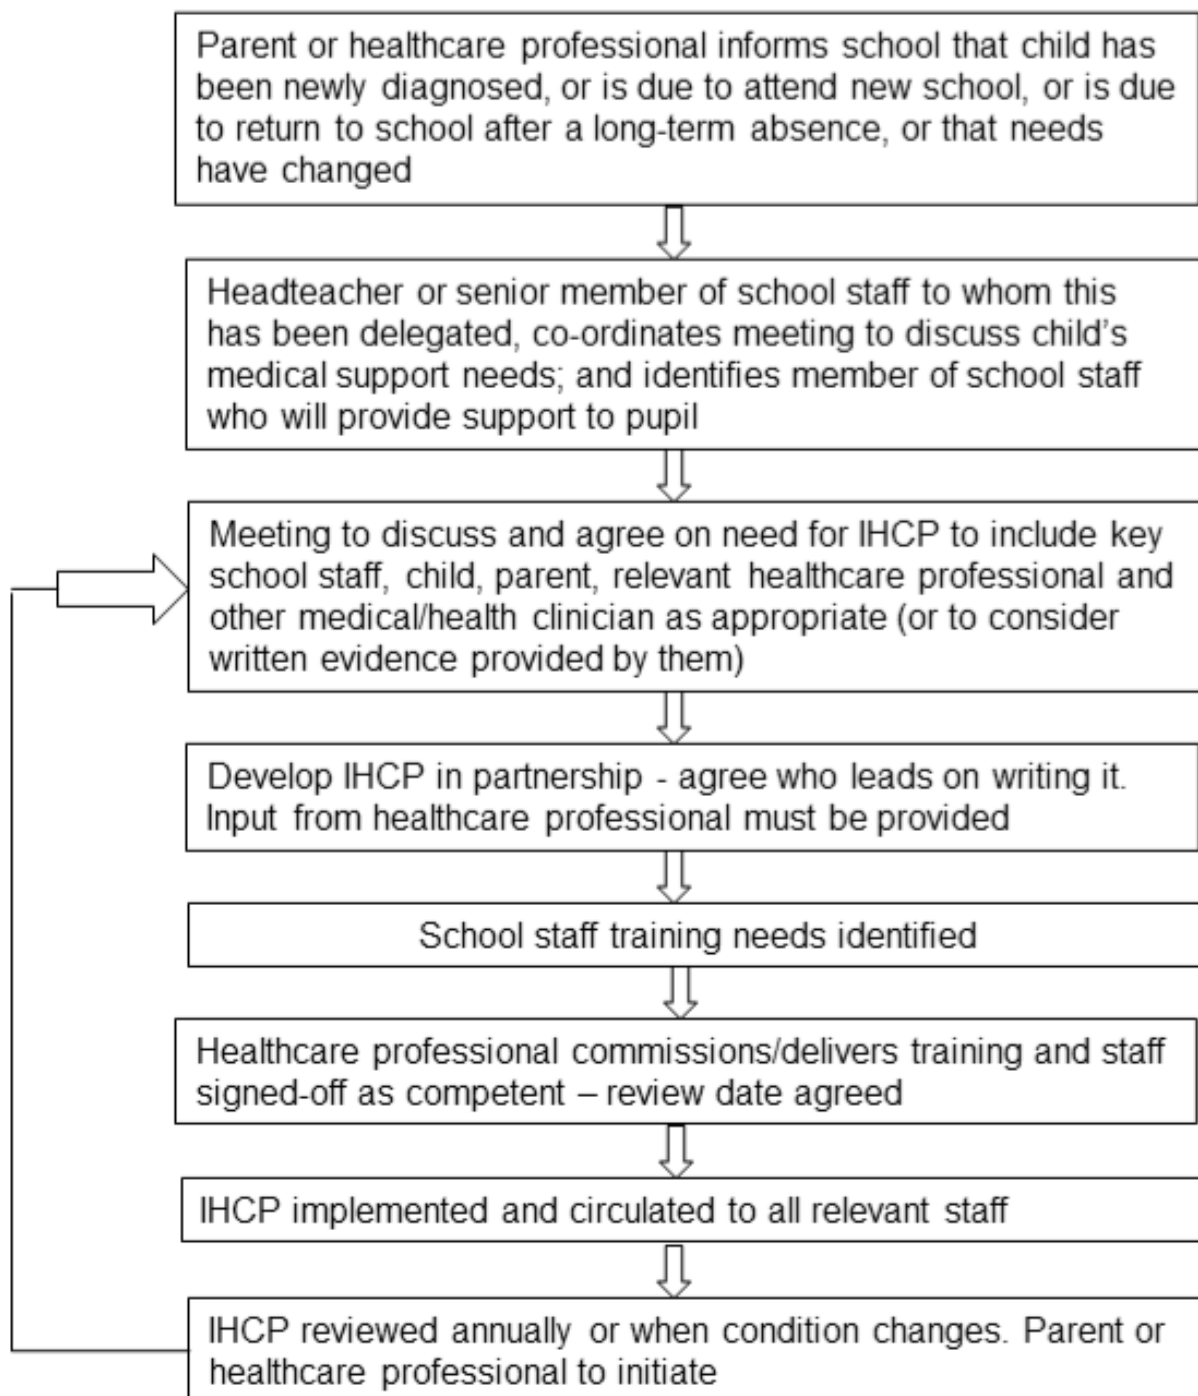 Parent or healthcare professional informs school that child has
been newly diagnosed, or is due to attend new school, or is due
to return to school after a long-term absence, or that needs
have changed
Headteacher or senior member of school staff to whom this
has been delegated, co-ordinates meeting to discuss child's
medical support needs; and identifies member of school staff
who will provide support to pupil
Meeting to discuss and agree on need for IHCP to include key
school staff, child, parent, relevant healthcare professional and
other medical/health clinician as appropriate (or to consider
written evidence provided by them)
Develop IHCP in partnership - agree who leads on writing it.
Input from healthcare professional must be provided
School staff training needs identified
Healthcare professional commissions/delivers training and staff
signed-off as competent – review date agreed
IHCP implemented and circulated to all relevant staff
IHCP reviewed annually or when condition changes. Parent or
healthcare professional to initiate